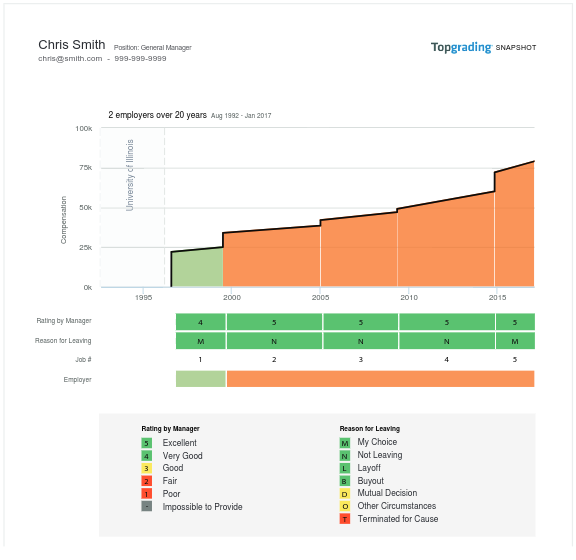 Chris Smith Position: General Manager
Topgrading SNAPSHOT
chris@smith.com - 999-999-9999
2 employers over 20 years Aug 1992 - Jan 2017
100k
75k
50k
25k
0k
Compensation
University of Illinois
1995 2000 2005 2010 2015
Rating by Manager 4 5 5 5 5
Reason for Leaving M N N N M
Job # 1 2 3 4 5
Employer
Rating by Manager
5 Excellent
4 Very Good
3 Good
2 Fair
1 Poor
- Impossible to Provide
Reason for Leaving
M My Choice
N Not Leaving
L Layoff
B Buyout
D Mutual Decision
O Other Circumstances
T Terminated for Cause